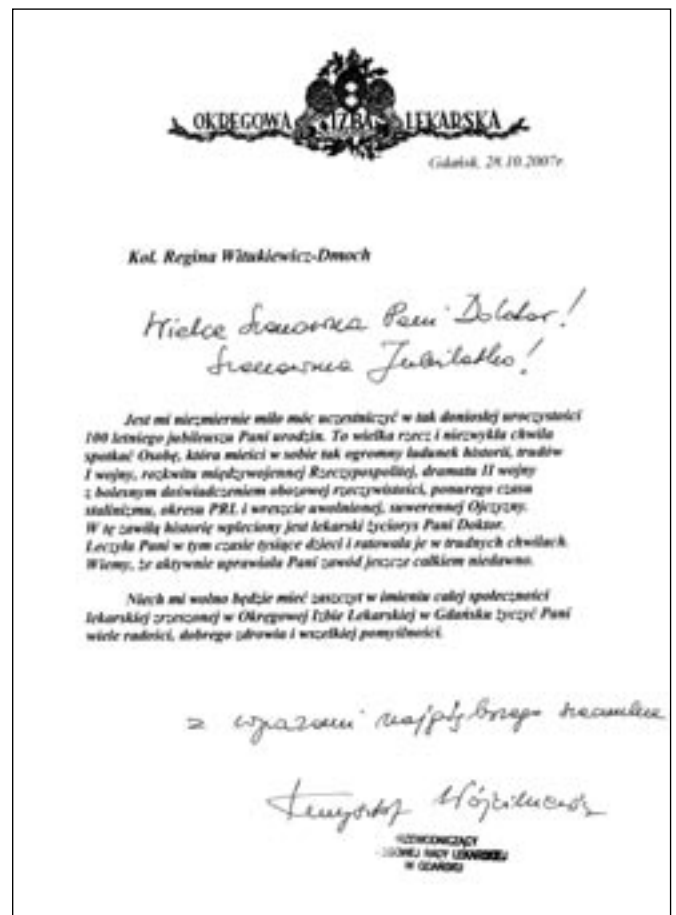 OKRĘGOWA IZBA LEKARSKA
Gdańsk, 28.10.2007r.
Kol. Regina Witukiewicz-Dmoch
Wielce Szanowna Pani Doktor!
Szanowna Jubilatko!
Jest mi niezmiernie miło móc uczestniczyć w tak doniosłej uroczystości
100 letniego jubileuszu Pani urodzin. To wielka rzecz i niezwykła chwila
spotkać Osobę, która mieści w sobie tak ogromny ładunek historii, trudów
I wojny, rozkwitu międzywojennej Rzeczypospolitej, dramatu II wojny
z bolesnym doświadczeniem obozowej rzeczywistości, ponurego czasu
stalinizmu, okresu PRL i wreszcie uwolnionej, suwerennej Ojczyzny.
W tę zawiłą historię wpleciony jest lekarski życiorys Pani Doktor.
Leczyła Pani w tym czasie tysiące dzieci i ratowała je w trudnych chwilach.
Wiemy, że aktywnie uprawiała Pani zawód jeszcze całkiem niedawno.
Niech mi wolno będzie mieć zaszczyt w imieniu całej społeczności
lekarskiej zrzeszonej w Okręgowej Izbie Lekarskiej w Gdańsku życzyć Pani
wiele radości, dobrego zdrowia i wszelkiej pomyślności.
z wyrazami najgłębszego szacunku
Krzysztof Wójcikiewicz
PRZEWODNICZĄCY
RADY LEKARSKIEJ
W GDAŃSKU